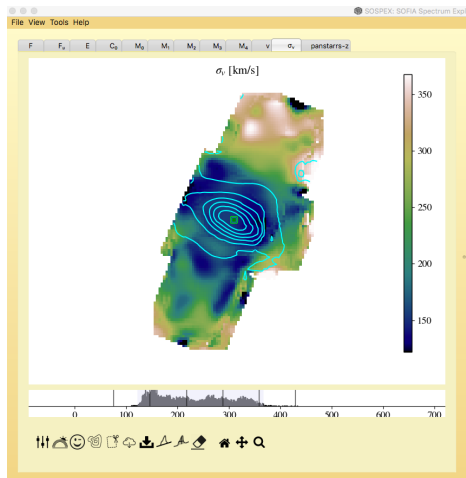 SOSPEX: SOFIA Spectrum Expl
File View Tools Help
F Fᵤ E C₀ M₀ M₁ M₂ M₃ M₄ v σᵥ panstarrs-z
σᵥ [km/s]
350
300
250
200
150
0 100 200 300 400 500 600 700